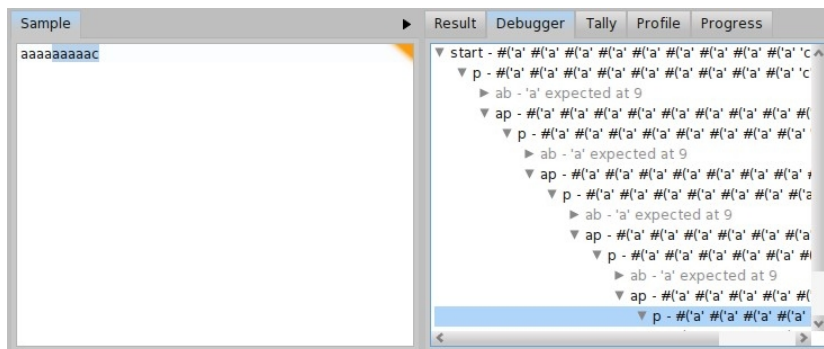 Sample
Result Debugger Tally Profile Progress
aaaaaaaaac
start - #('a' #('a' #('a' #('a' #('a' #('a' #('a' #('a' #('a' 'c
p - #('a' #('a' #('a' #('a' #('a' #('a' #('a' #('a' #('a' 'c'
ab - 'a' expected at 9
ap - #('a' #('a' #('a' #('a' #('a' #('a' #('a' #('a' #(
p - #('a' #('a' #('a' #('a' #('a' #('a' #('a' #('a'
ab - 'a' expected at 9
ap - #('a' #('a' #('a' #('a' #('a' #('a' #('a' #
p - #('a' #('a' #('a' #('a' #('a' #('a' #('a
ab - 'a' expected at 9
ap - #('a' #('a' #('a' #('a' #('a' #('a
p - #('a' #('a' #('a' #('a' #('a' #(
ab - 'a' expected at 9
ap - #('a' #('a' #('a' #('a' #(
p - #('a' #('a' #('a' #('a'